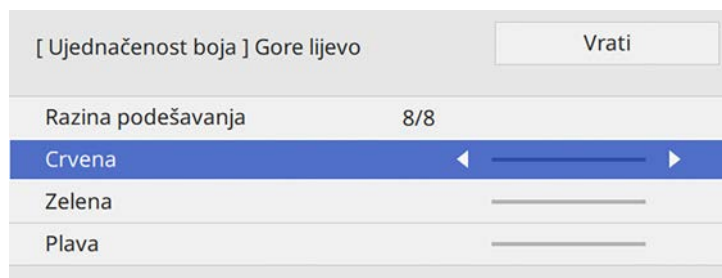 [ Ujednačenost boja ] Gore lijevo
Vrati
Razina podešavanja 8/8
Crvena
Zelena
Plava